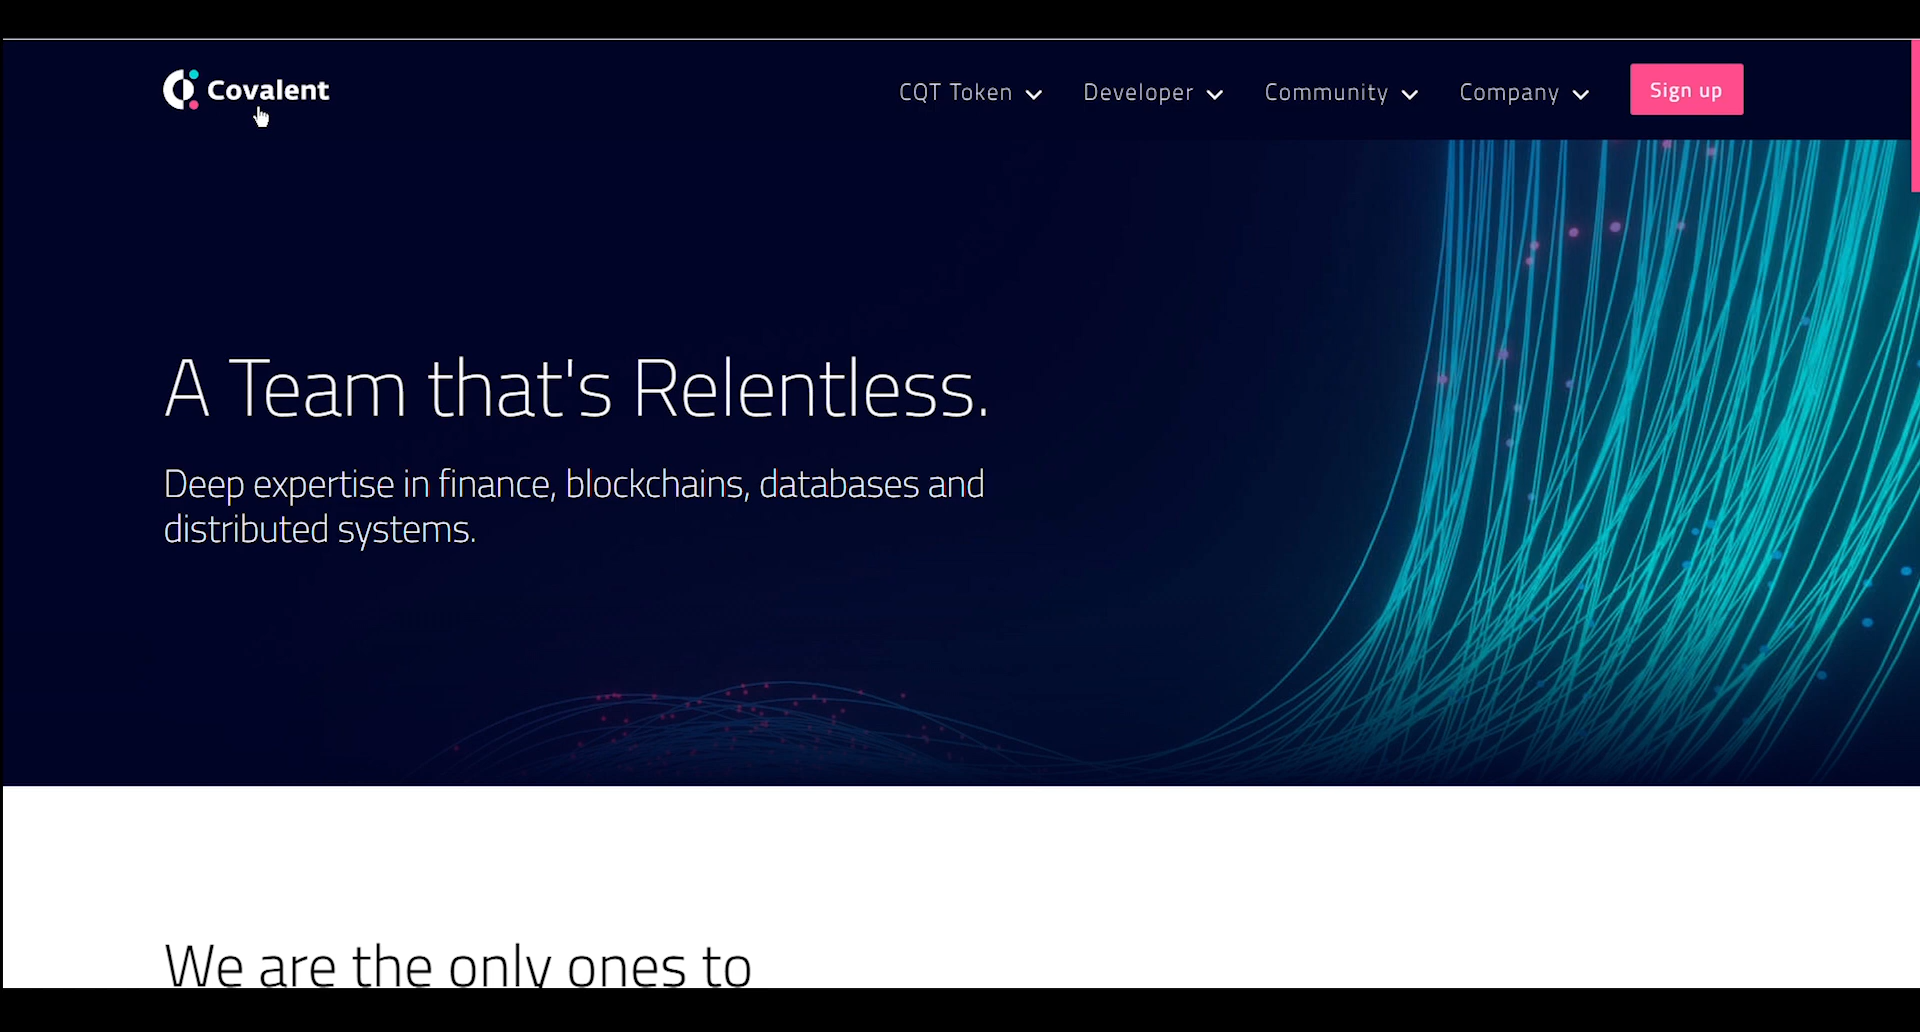 Covalent
CQT Token
Developer
Community
Company
Sign up
A Team that's Relentless.
Deep expertise in finance, blockchains, databases and
distributed systems.
We are the only ones to